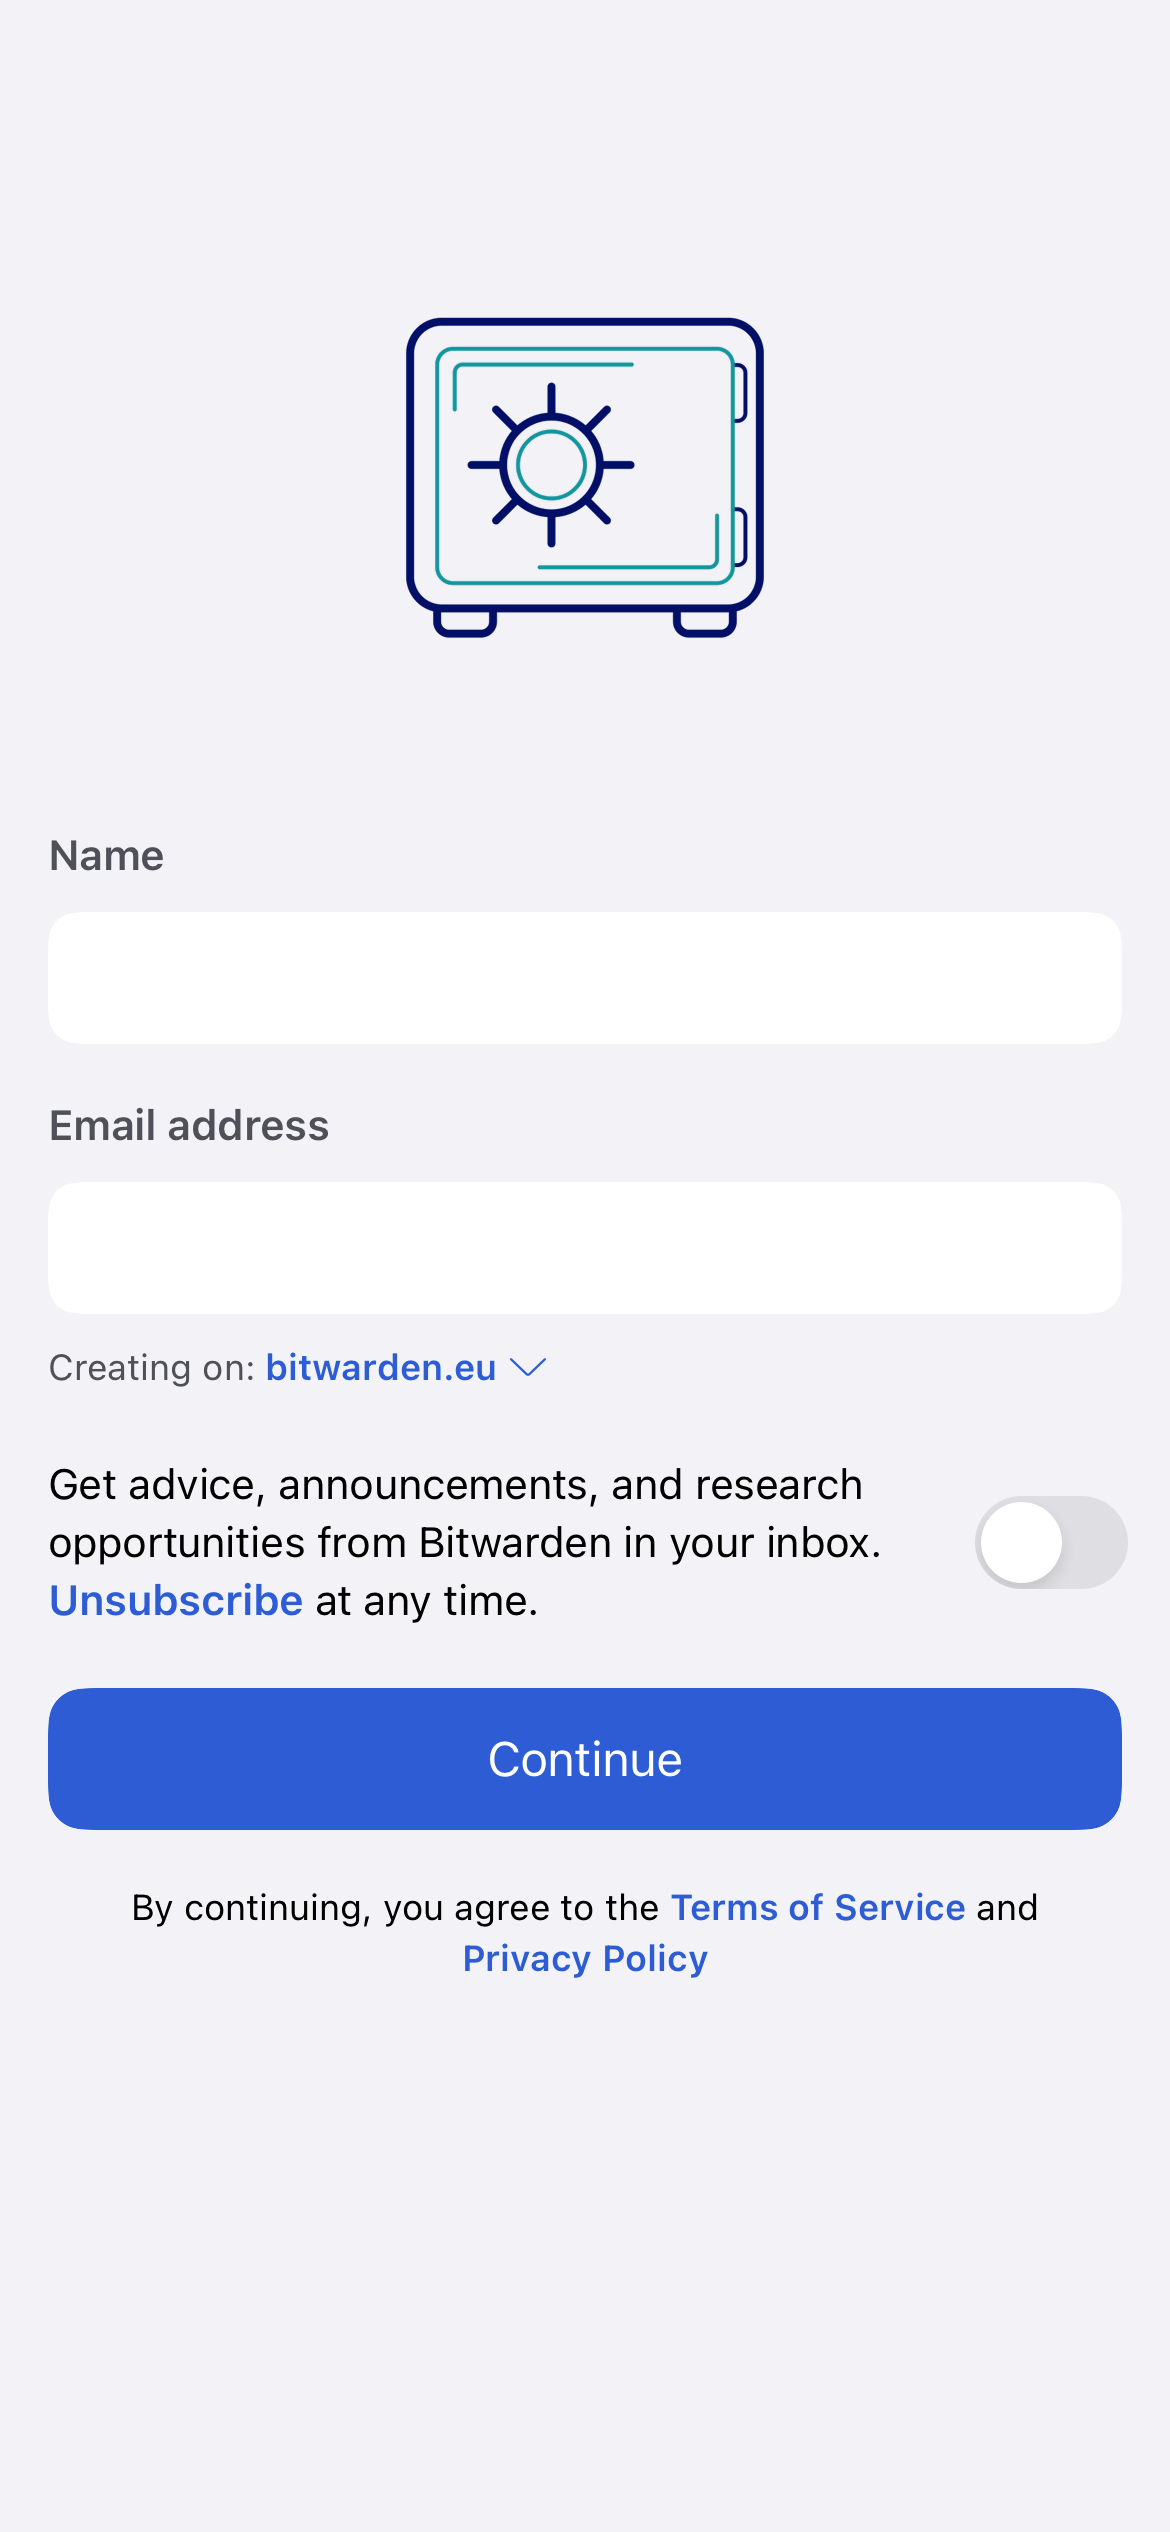 Name
Email address
Creating on: bitwarden.eu
Get advice, announcements, and research
opportunities from Bitwarden in your inbox.
Unsubscribe at any time.
Continue
By continuing, you agree to the Terms of Service and
Privacy Policy